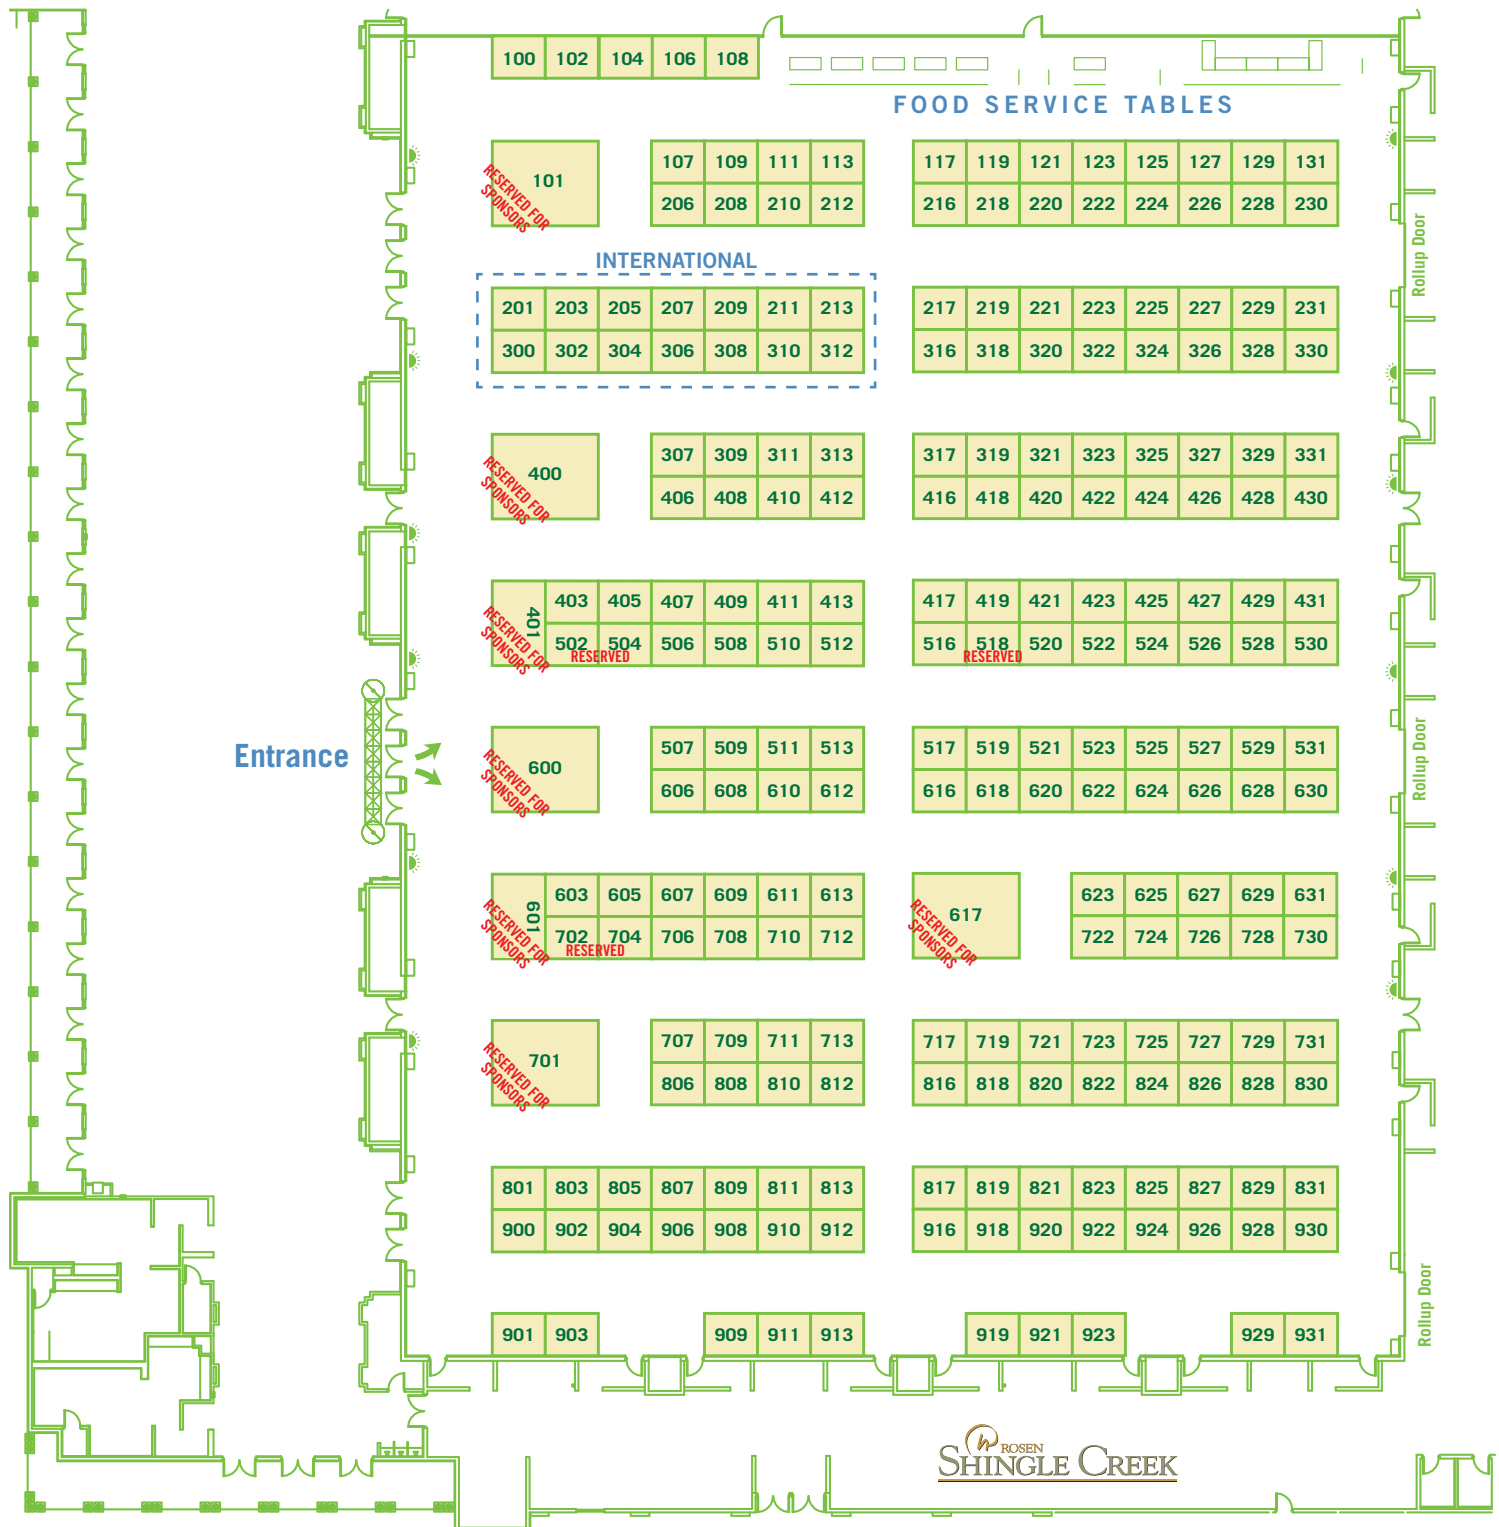 100 102 104 106 108
FOOD SERVICE TABLES
101 107 109 111 113 117 119 121 123 125 127 129 131
RESERVED FOR
SPONSORS
206 208 210 212 216 218 220 222 224 226 228 230
Rollup Door
INTERNATIONAL
201 203 205 207 209 211 213 217 219 221 223 225 227 229 231
300 302 304 306 308 310 312 316 318 320 322 324 326 328 330
400 307 309 311 313 317 319 321 323 325 327 329 331
RESERVED FOR
SPONSORS
406 408 410 412 416 418 420 422 424 426 428 430
401 403 405 407 409 411 413 417 419 421 423 425 427 429 431
RESERVED FOR
SPONSORS
502 504 506 508 510 512 516 518 520 522 524 526 528 530
RESERVED RESERVED
Entrance
600 507 509 511 513 517 519 521 523 525 527 529 531
RESERVED FOR
SPONSORS
606 608 610 612 616 618 620 622 624 626 628 630
Rollup Door
601 603 605 607 609 611 613 617 623 625 627 629 631
RESERVED FOR
SPONSORS
RESERVED FOR
SPONSORS
702 704 706 708 710 712 722 724 726 728 730
RESERVED
701 707 709 711 713 717 719 721 723 725 727 729 731
RESERVED FOR
SPONSORS
806 808 810 812 816 818 820 822 824 826 828 830
801 803 805 807 809 811 813 817 819 821 823 825 827 829 831
900 902 904 906 908 910 912 916 918 920 922 924 926 928 930
Rollup Door
901 903 909 911 913 919 921 923 929 931
ROSEN
SHINGLE CREEK